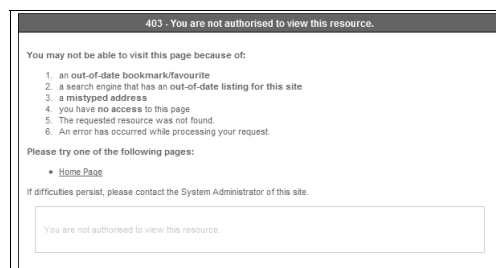 403 - You are not authorised to view this resource.
You may not be able to visit this page because of:
1. an out-of-date bookmark/favourite
2. a search engine that has an out-of-date listing for this site
3. a mistyped address
4. you have no access to this page
5. The requested resource was not found.
6. An error has occurred while processing your request.
Please try one of the following pages:
• Home Page
If difficulties persist, please contact the System Administrator of this site.
You are not authorised to view this resource.